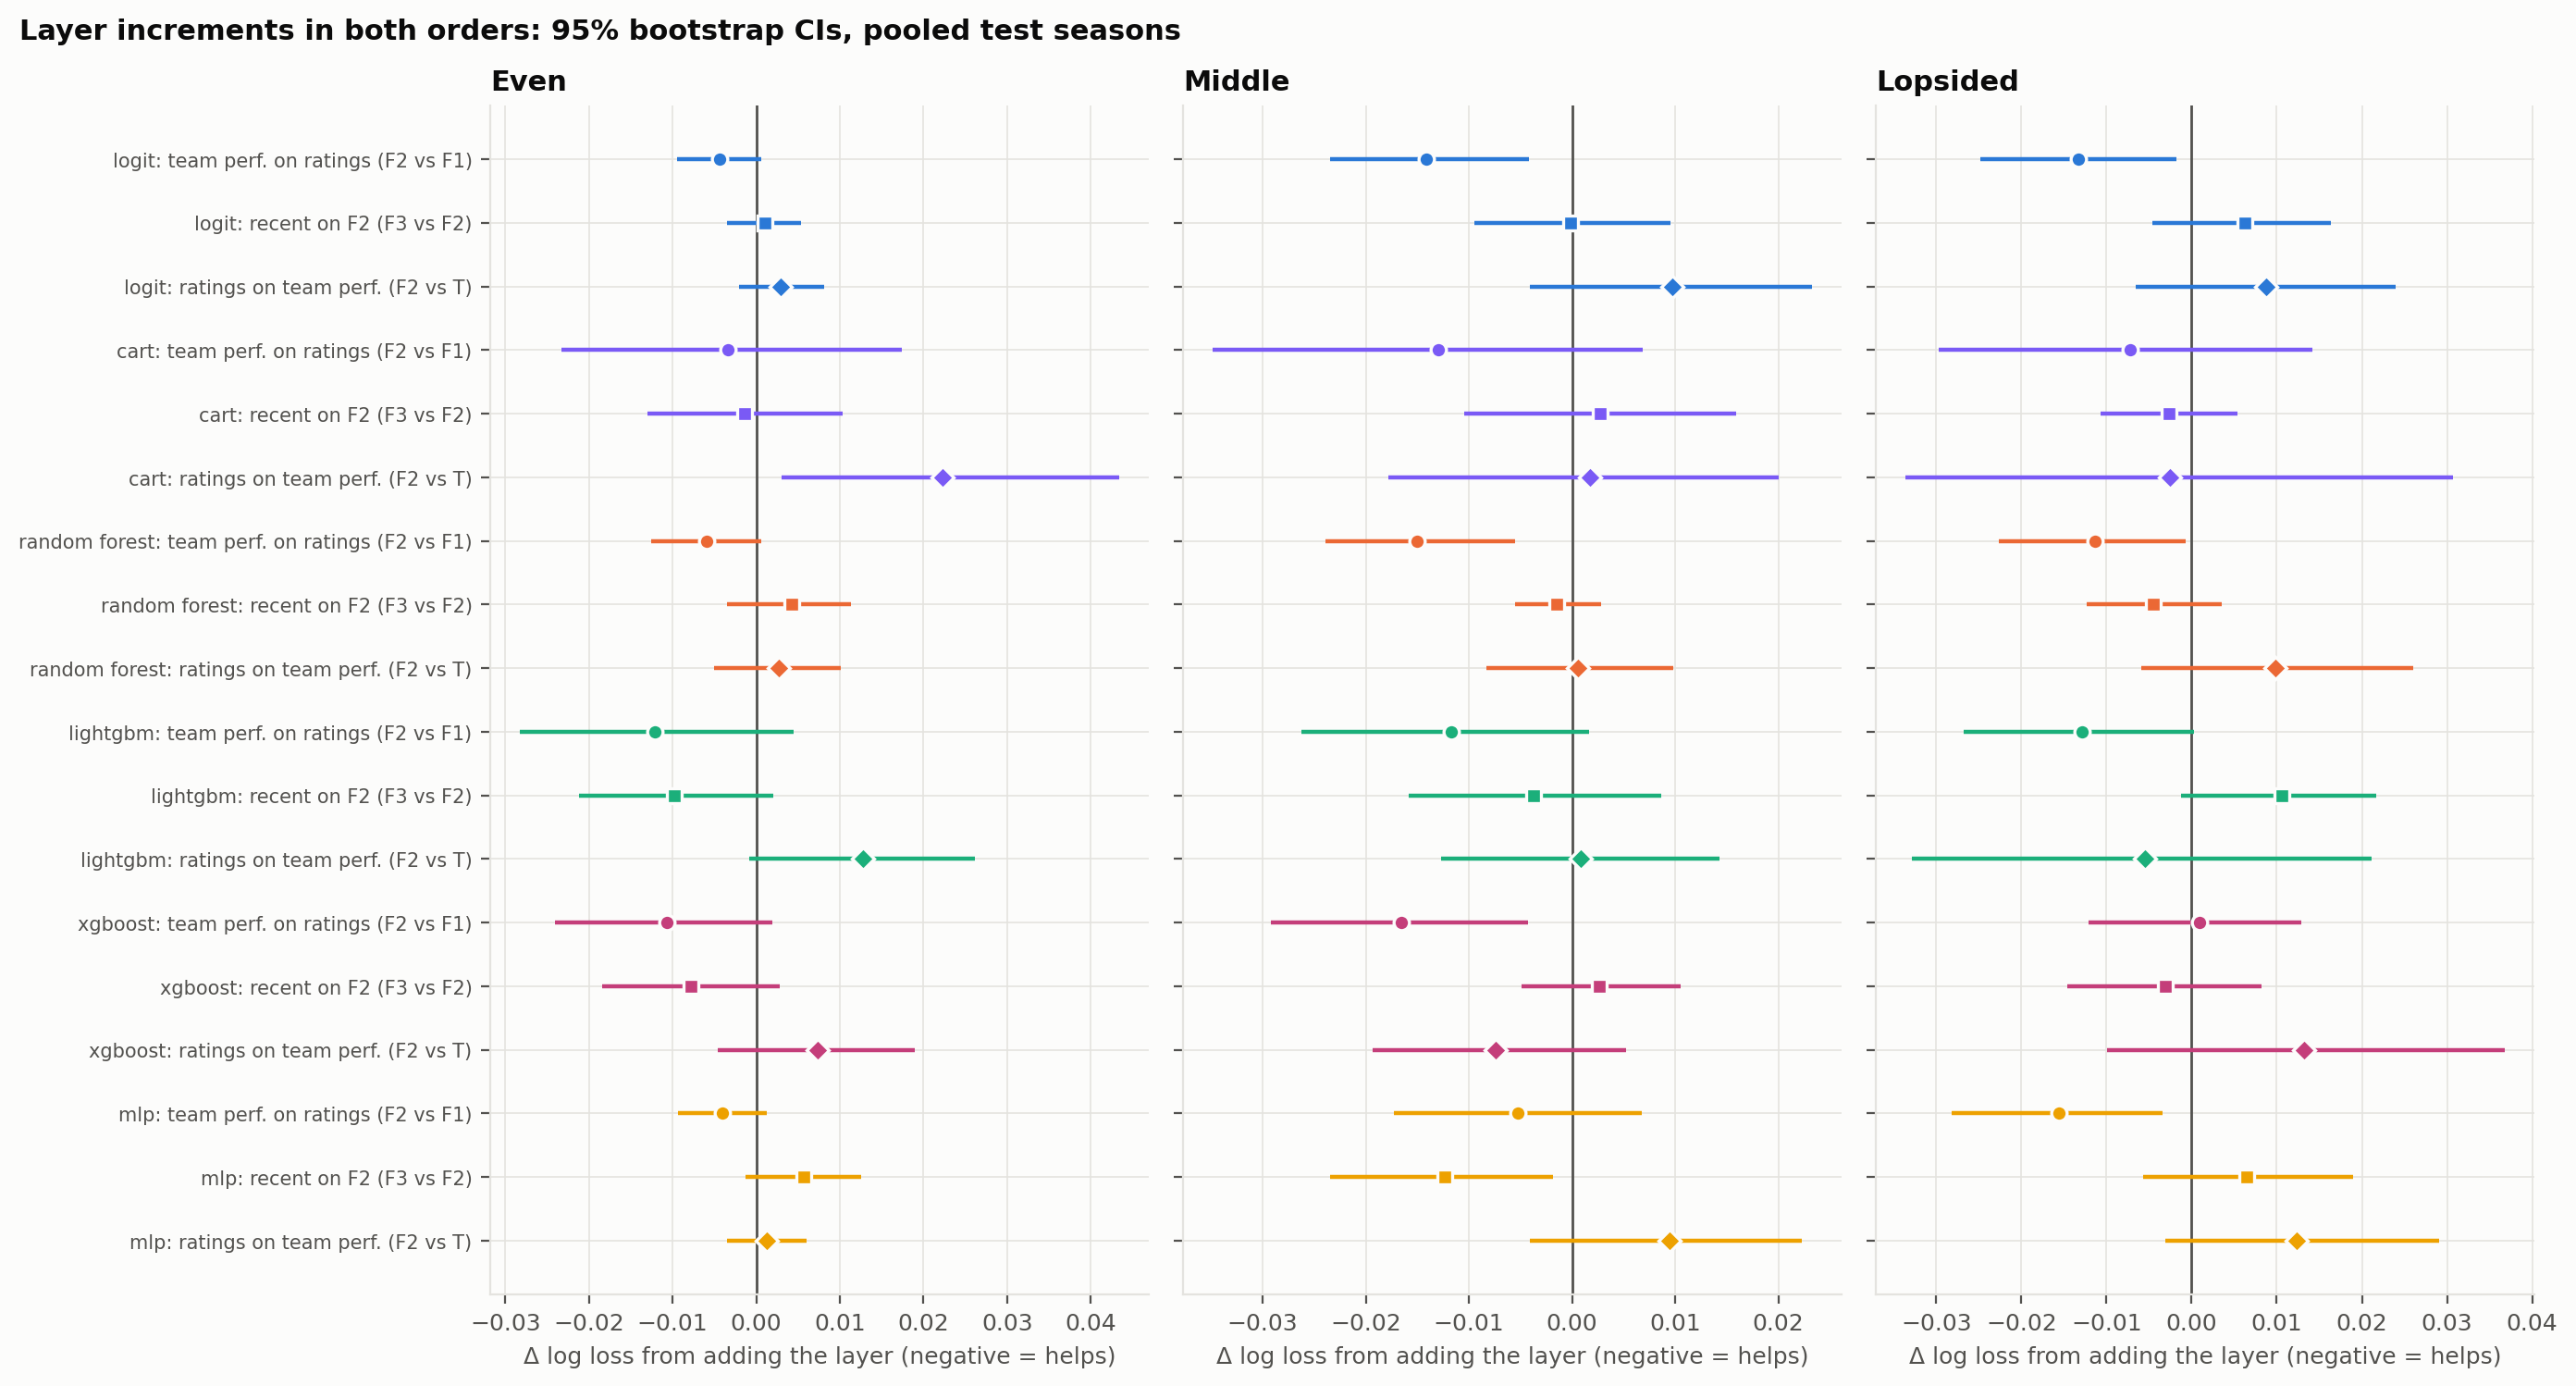 Layer increments in both orders: 95% bootstrap CIs, pooled test seasons
Even
Middle
Lopsided
logit: team perf. on ratings (F2 vs F1)
logit: recent on F2 (F3 vs F2)
logit: ratings on team perf. (F2 vs T)
cart: team perf. on ratings (F2 vs F1)
cart: recent on F2 (F3 vs F2)
cart: ratings on team perf. (F2 vs T)
random forest: team perf. on ratings (F2 vs F1)
random forest: recent on F2 (F3 vs F2)
random forest: ratings on team perf. (F2 vs T)
lightgbm: team perf. on ratings (F2 vs F1)
lightgbm: recent on F2 (F3 vs F2)
lightgbm: ratings on team perf. (F2 vs T)
xgboost: team perf. on ratings (F2 vs F1)
xgboost: recent on F2 (F3 vs F2)
xgboost: ratings on team perf. (F2 vs T)
mlp: team perf. on ratings (F2 vs F1)
mlp: recent on F2 (F3 vs F2)
mlp: ratings on team perf. (F2 vs T)
−0.03 −0.02 −0.01 0.00 0.01 0.02 0.03 0.04
−0.03 −0.02 −0.01 0.00 0.01 0.02
−0.03 −0.02 −0.01 0.00 0.01 0.02 0.03 0.04
Δ log loss from adding the layer (negative = helps)
Δ log loss from adding the layer (negative = helps)
Δ log loss from adding the layer (negative = helps)